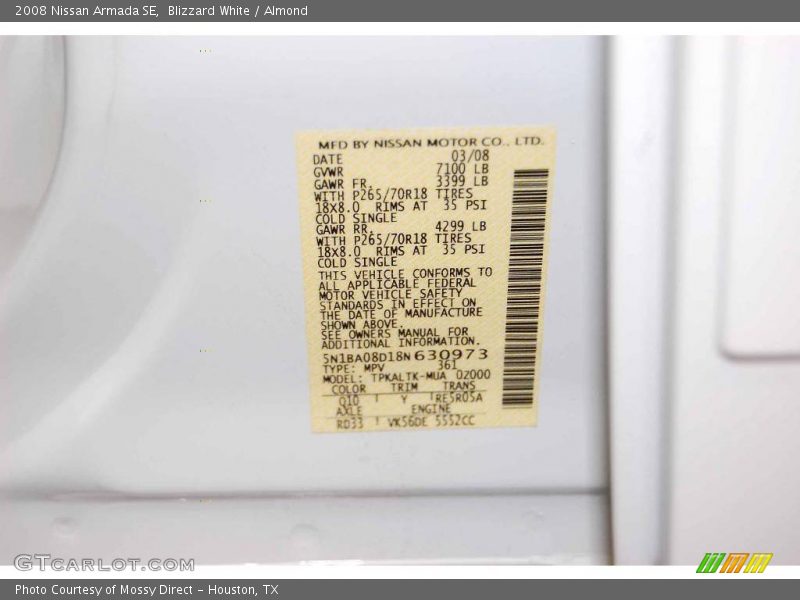 2008 Nissan Armada SE,  Blizzard White / Almond
MFD BY NISSAN MOTOR CO., LTD.
DATE 03/08
GVWR 7100 LB
GAWR FR. 3399 LB
WITH P265/70R18 TIRES
18X8.0 RIMS AT 35 PSI
COLD SINGLE
GAWR RR. 4299 LB
WITH P265/70R18 TIRES
18X8.0 RIMS AT 35 PSI
COLD SINGLE
THIS VEHICLE CONFORMS TO
ALL APPLICABLE FEDERAL
MOTOR VEHICLE SAFETY
STANDARDS IN EFFECT ON
THE DATE OF MANUFACTURE
SHOWN ABOVE.
SEE OWNERS MANUAL FOR
ADDITIONAL INFORMATION.
5N1BA08D18N630973
TYPE: MPV 361
MODEL: TPKALTK-MUA 02000
COLOR TRIM TRANS
Q10 Y RE5R05A
AXLE ENGINE
RD33 VK56DE 5552CC
GTCARLOT.COM
Photo Courtesy of Mossy Direct - Houston, TX